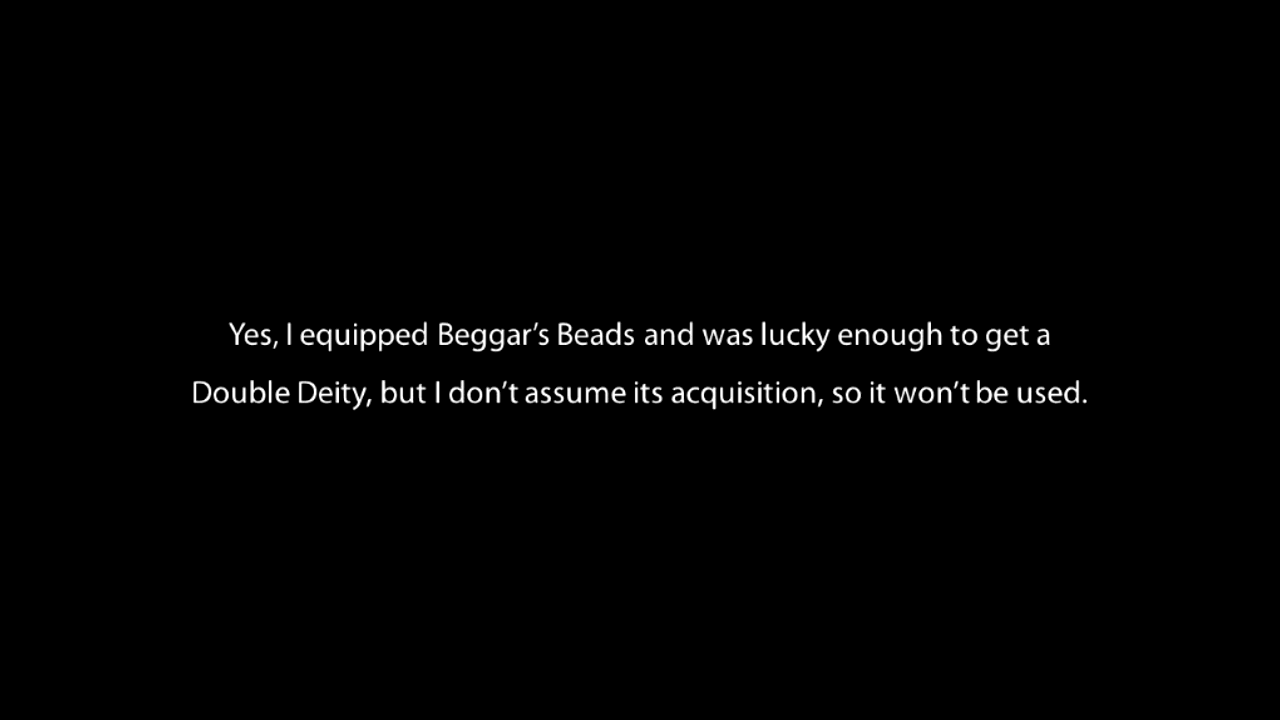 Yes, I equipped Beggar’s Beads and was lucky enough to get a
Double Deity, but I don’t assume its acquisition, so it won’t be used.